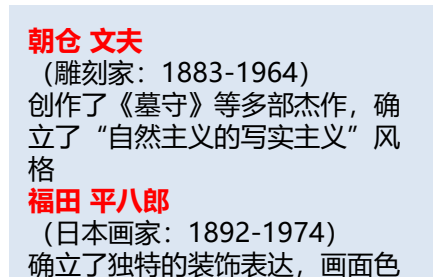 朝仓 文夫
（雕刻家：1883-1964）
创作了《墓守》等多部杰作，确
立了“自然主义的写实主义”风
格
福田 平八郎
（日本画家：1892-1974）
确立了独特的装饰表达，画面色